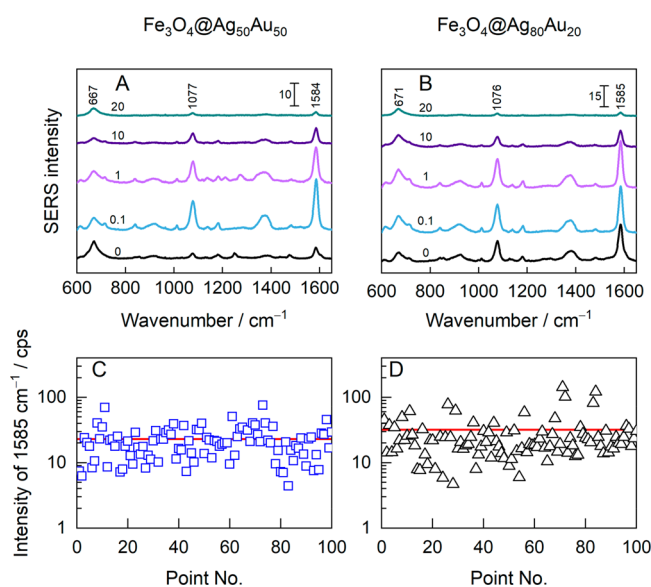 Fe₃O₄@Ag₅₀Au₅₀
Fe₃O₄@Ag₈₀Au₂₀
A
667
1077
10
1584
20
10
1
0.1
0
SERS intensity
600 800 1000 1200 1400 1600
Wavenumber / cm⁻¹
B
671
1076
15
1585
20
10
1
0.1
0
600 800 1000 1200 1400 1600
Wavenumber / cm⁻¹
C
Intensity of 1585 cm⁻¹ / cps
100
10
1
0 20 40 60 80 100
Point No.
D
100
10
1
0 20 40 60 80 100
Point No.